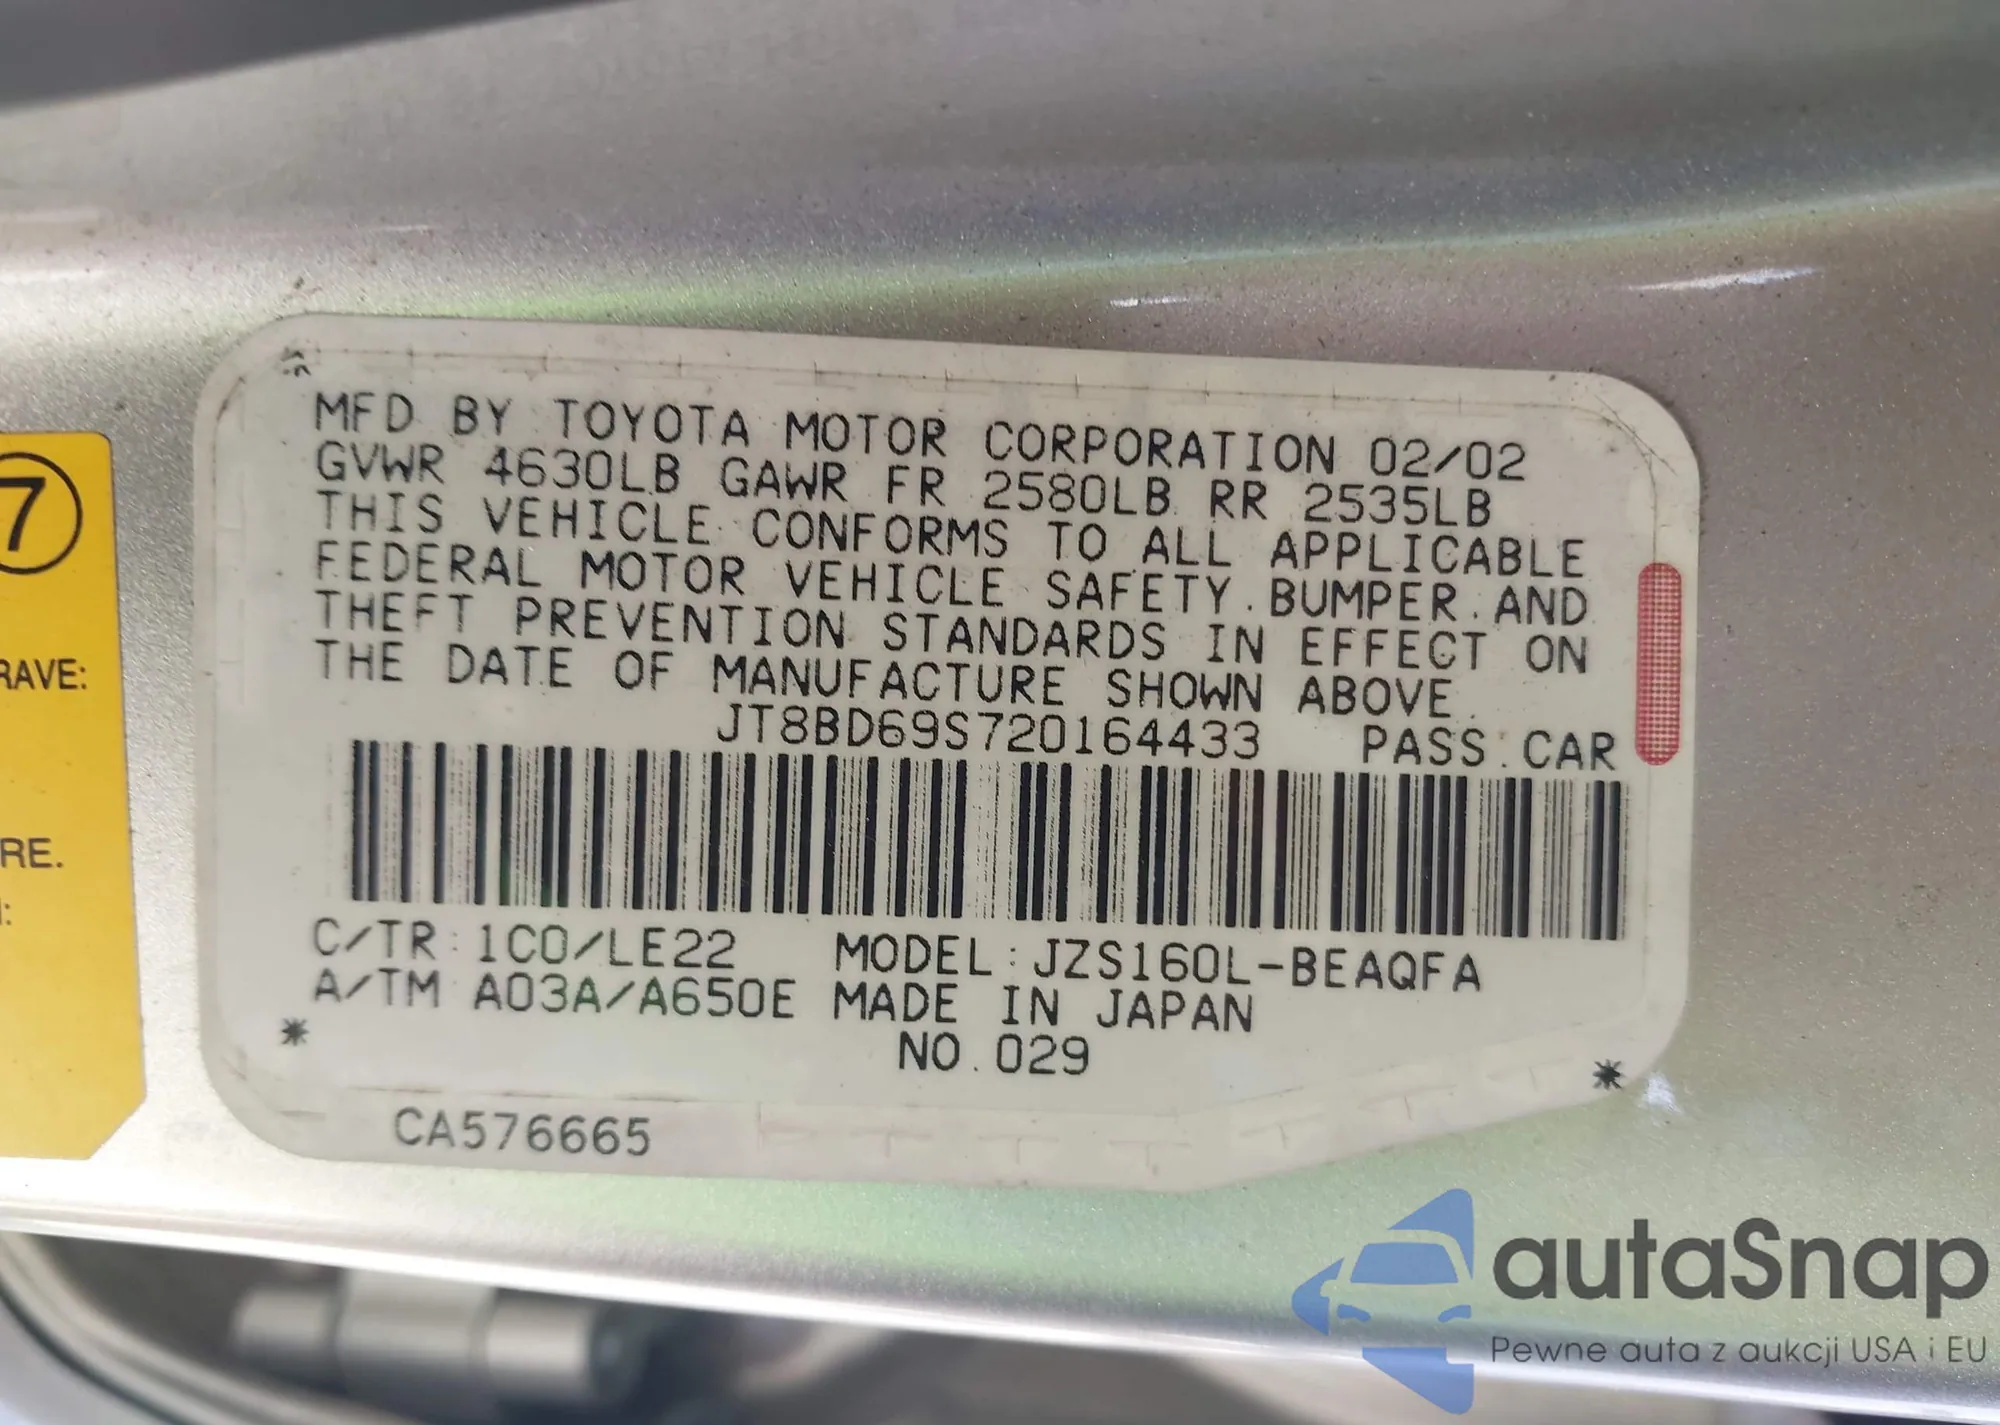 MFD BY TOYOTA MOTOR CORPORATION 02/02
GVWR 4630LB GAWR FR 2580LB RR 2535LB
THIS VEHICLE CONFORMS TO ALL APPLICABLE
FEDERAL MOTOR VEHICLE SAFETY. BUMPER. AND
THEFT PREVENTION STANDARDS IN EFFECT ON
THE DATE OF MANUFACTURE SHOWN ABOVE.
JT8BD69S720164433 PASS. CAR
C/TR: 1C0/LE22 MODEL: JZS160L-BEAQFA
A/TM A03A/A650E MADE IN JAPAN
NO. 029
CA576665
7
RAVE:
RE.
autaSnap
Pewne auta z aukcji USA i EU